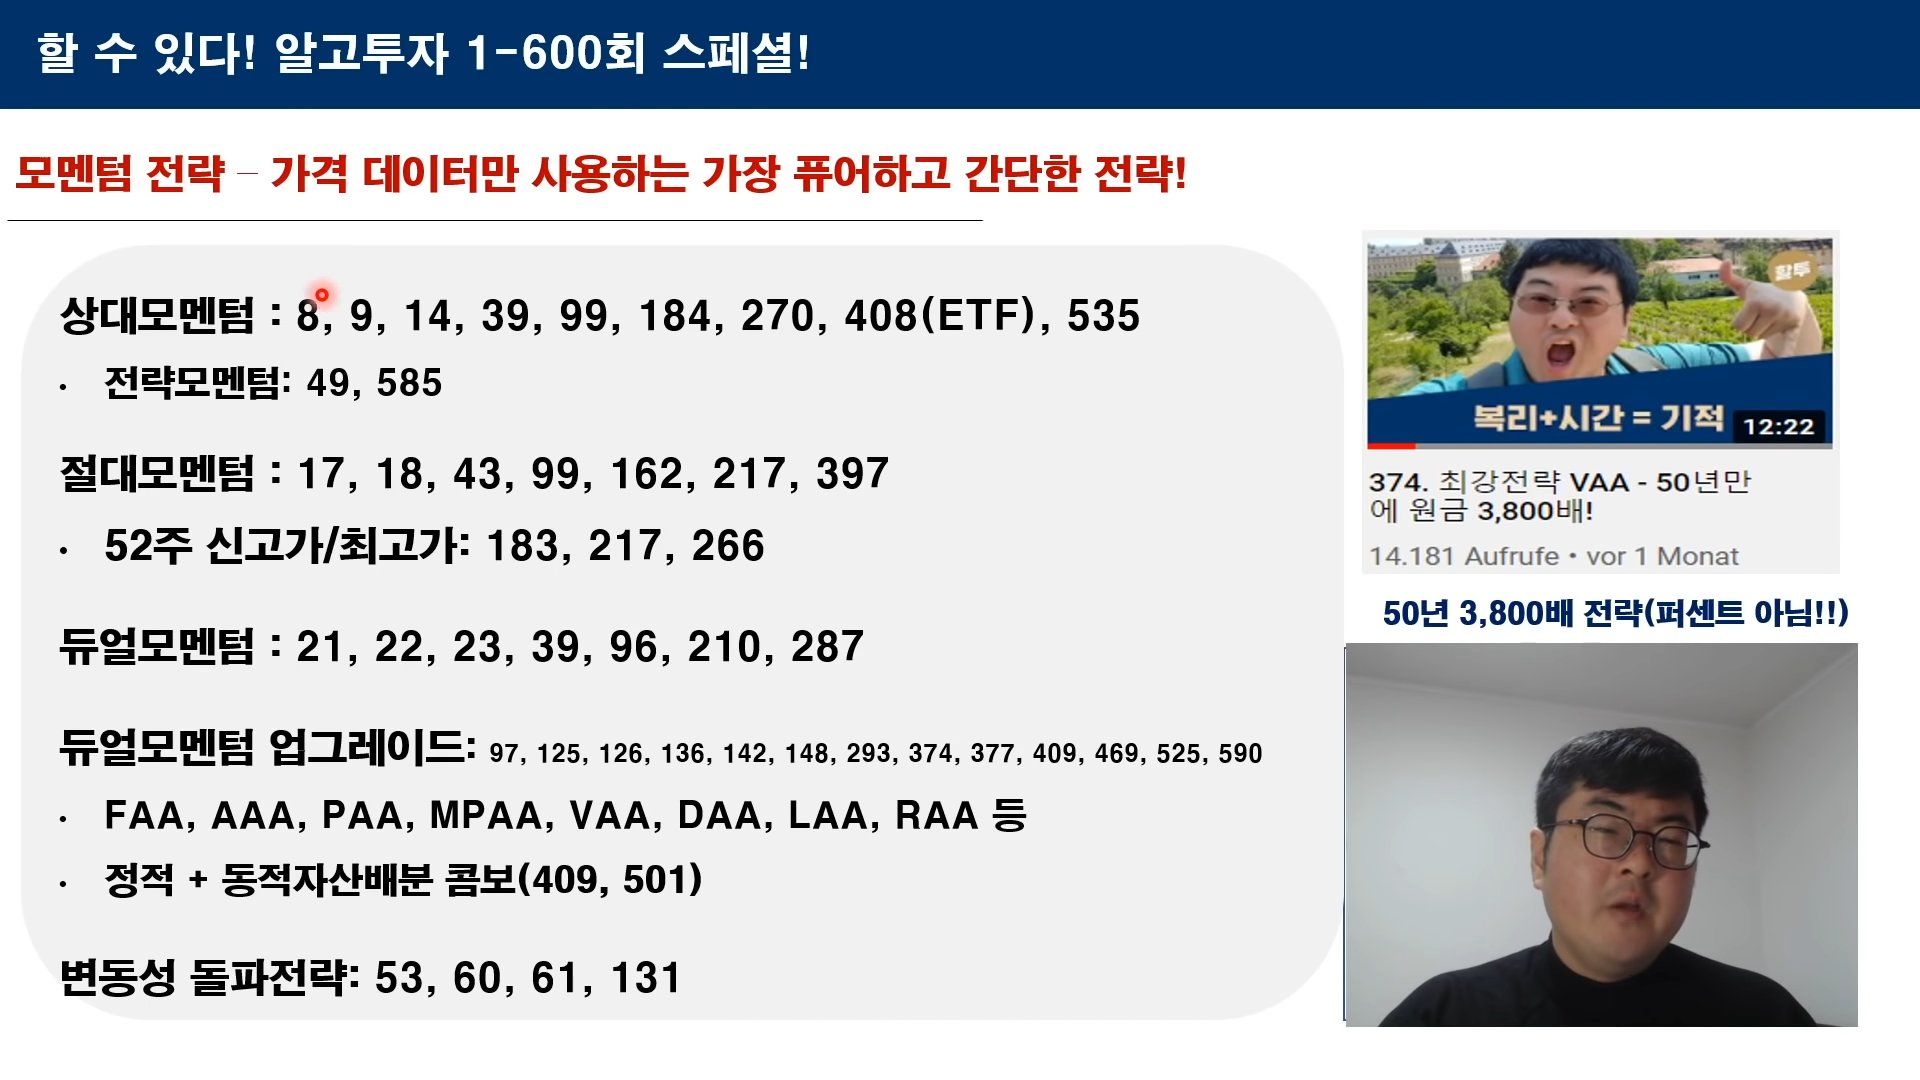 할 수 있다! 알고투자 1-600회 스페셜!
모멘텀 전략 – 가격 데이터만 사용하는 가장 퓨어하고 간단한 전략!
상대모멘텀 : 8, 9, 14, 39, 99, 184, 270, 408(ETF), 535
• 전략모멘텀: 49, 585
절대모멘텀 : 17, 18, 43, 99, 162, 217, 397
• 52주 신고가/최고가: 183, 217, 266
듀얼모멘텀 : 21, 22, 23, 39, 96, 210, 287
듀얼모멘텀 업그레이드: 97, 125, 126, 136, 142, 148, 293, 374, 377, 409, 469, 525, 590
• FAA, AAA, PAA, MPAA, VAA, DAA, LAA, RAA 등
• 정적 + 동적자산배분 콤보(409, 501)
변동성 돌파전략: 53, 60, 61, 131
할투
복리+시간 = 기적
12:22
374. 최강전략 VAA - 50년만
에 원금 3,800배!
14.181 Aufrufe • vor 1 Monat
50년 3,800배 전략(퍼센트 아님!!)